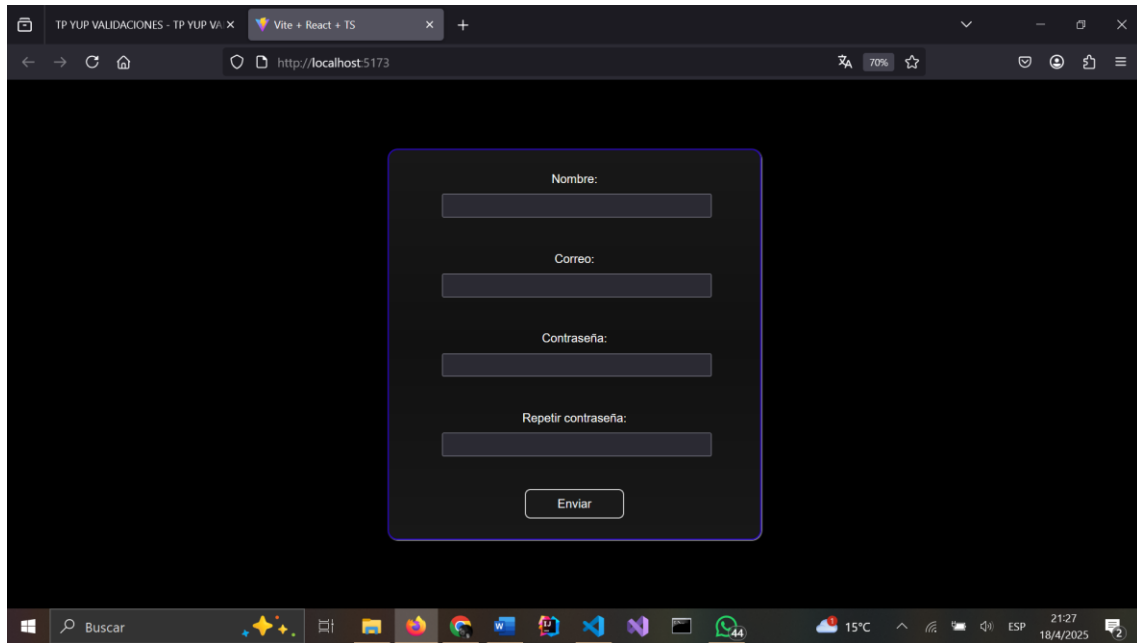 TP YUP VALIDACIONES - TP YUP VA
Vite + React + TS
http://localhost:5173
70%
Nombre:
Correo:
Contraseña:
Repetir contraseña:
Enviar
Buscar
44
15°C
ESP
21:27
18/4/2025
2